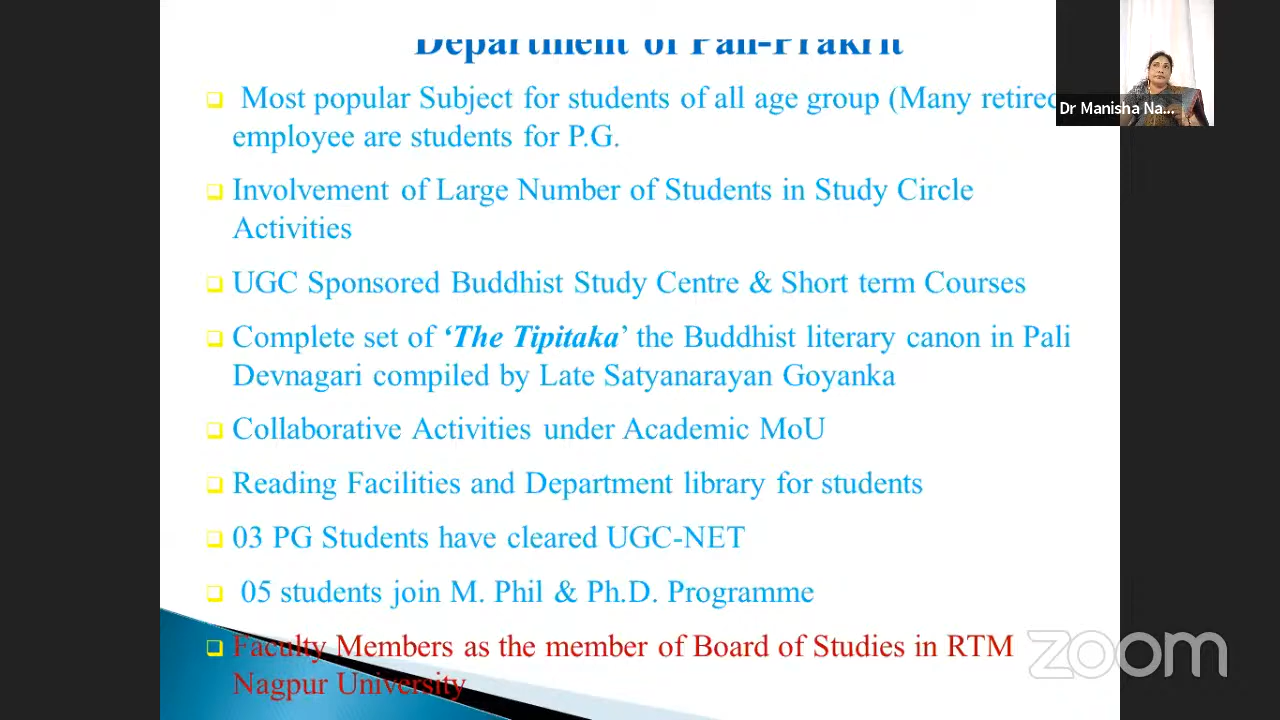 Department of Pali-Prakrit
Most popular Subject for students of all age group (Many retired
employee are students for P.G.
Involvement of Large Number of Students in Study Circle
Activities
UGC Sponsored Buddhist Study Centre & Short term Courses
Complete set of ‘The Tipitaka’ the Buddhist literary canon in Pali
Devnagari compiled by Late Satyanarayan Goyanka
Collaborative Activities under Academic MoU
Reading Facilities and Department library for students
03 PG Students have cleared UGC-NET
05 students join M. Phil & Ph.D. Programme
Faculty Members as the member of Board of Studies in RTM
Nagpur University
Dr Manisha Na...
zoom